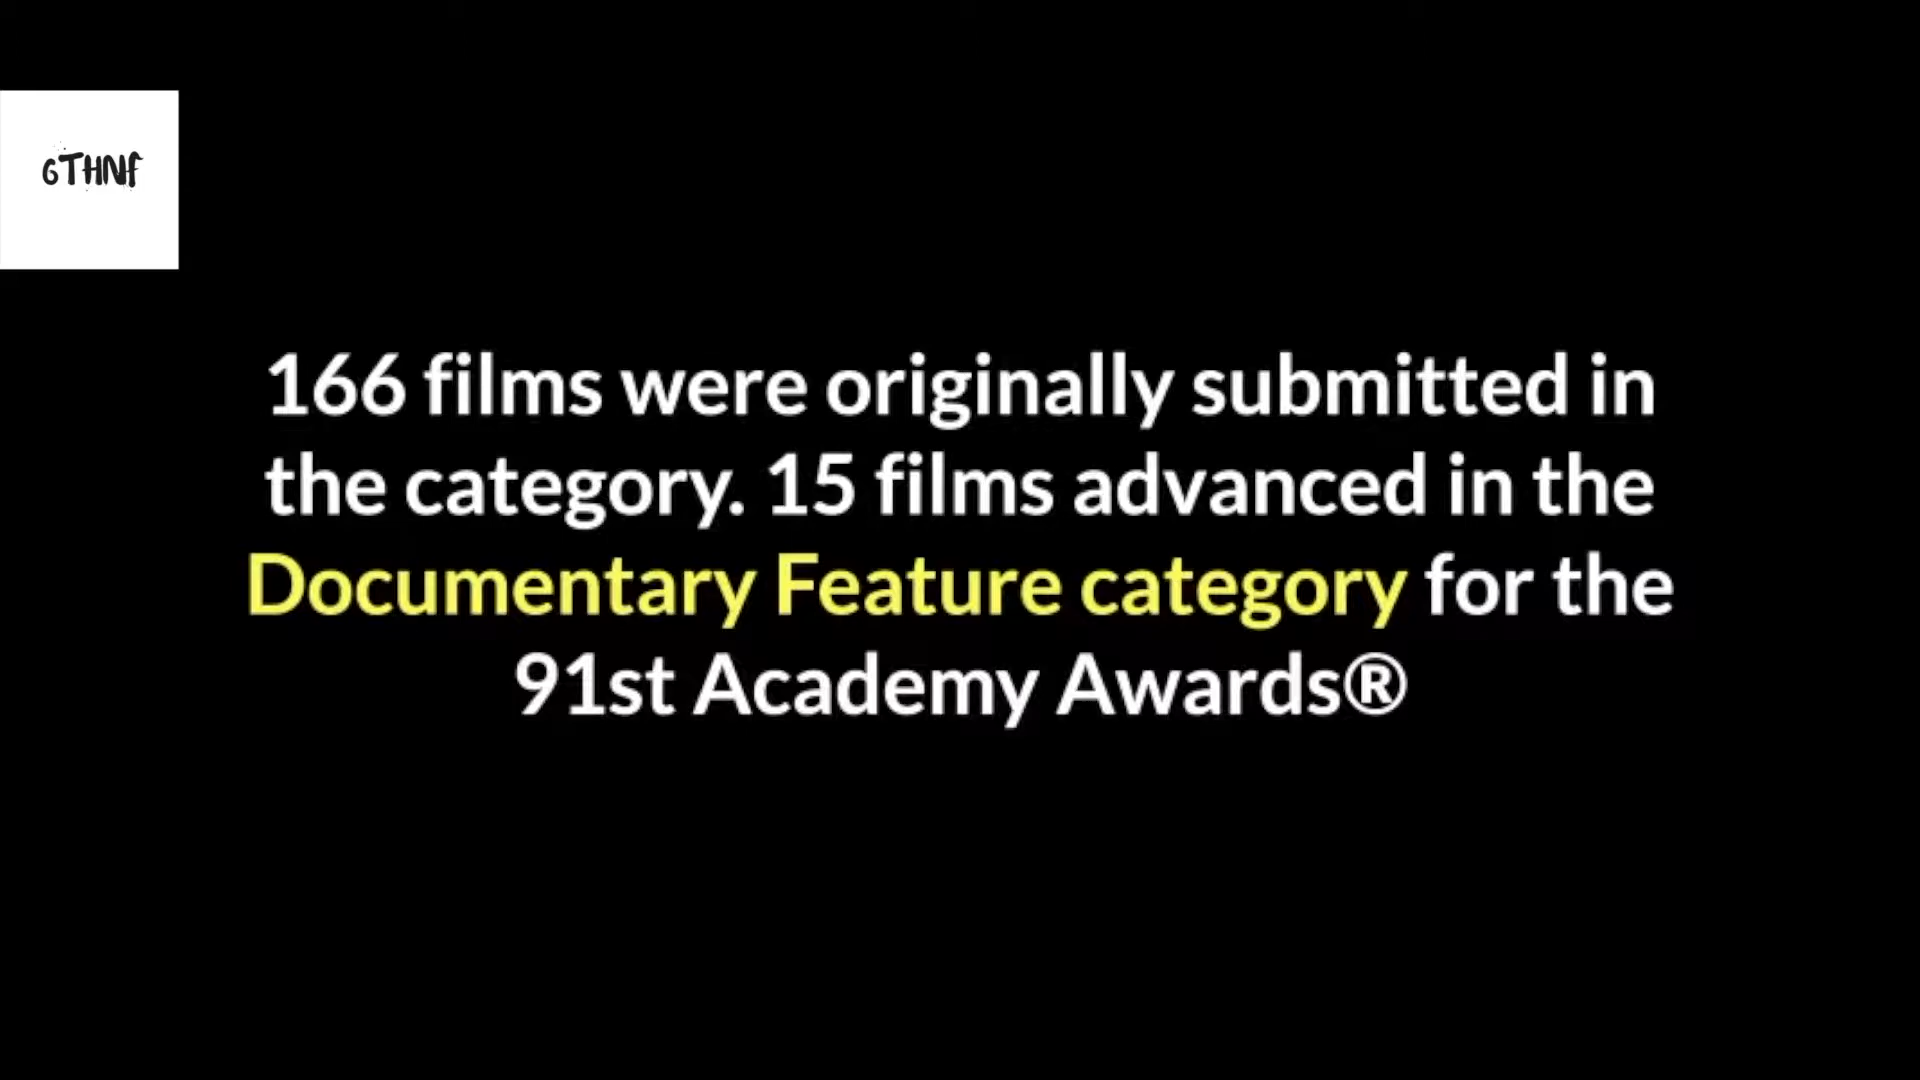 6THNF
166 films were originally submitted in
the category. 15 films advanced in the
Documentary Feature category for the
91st Academy Awards®